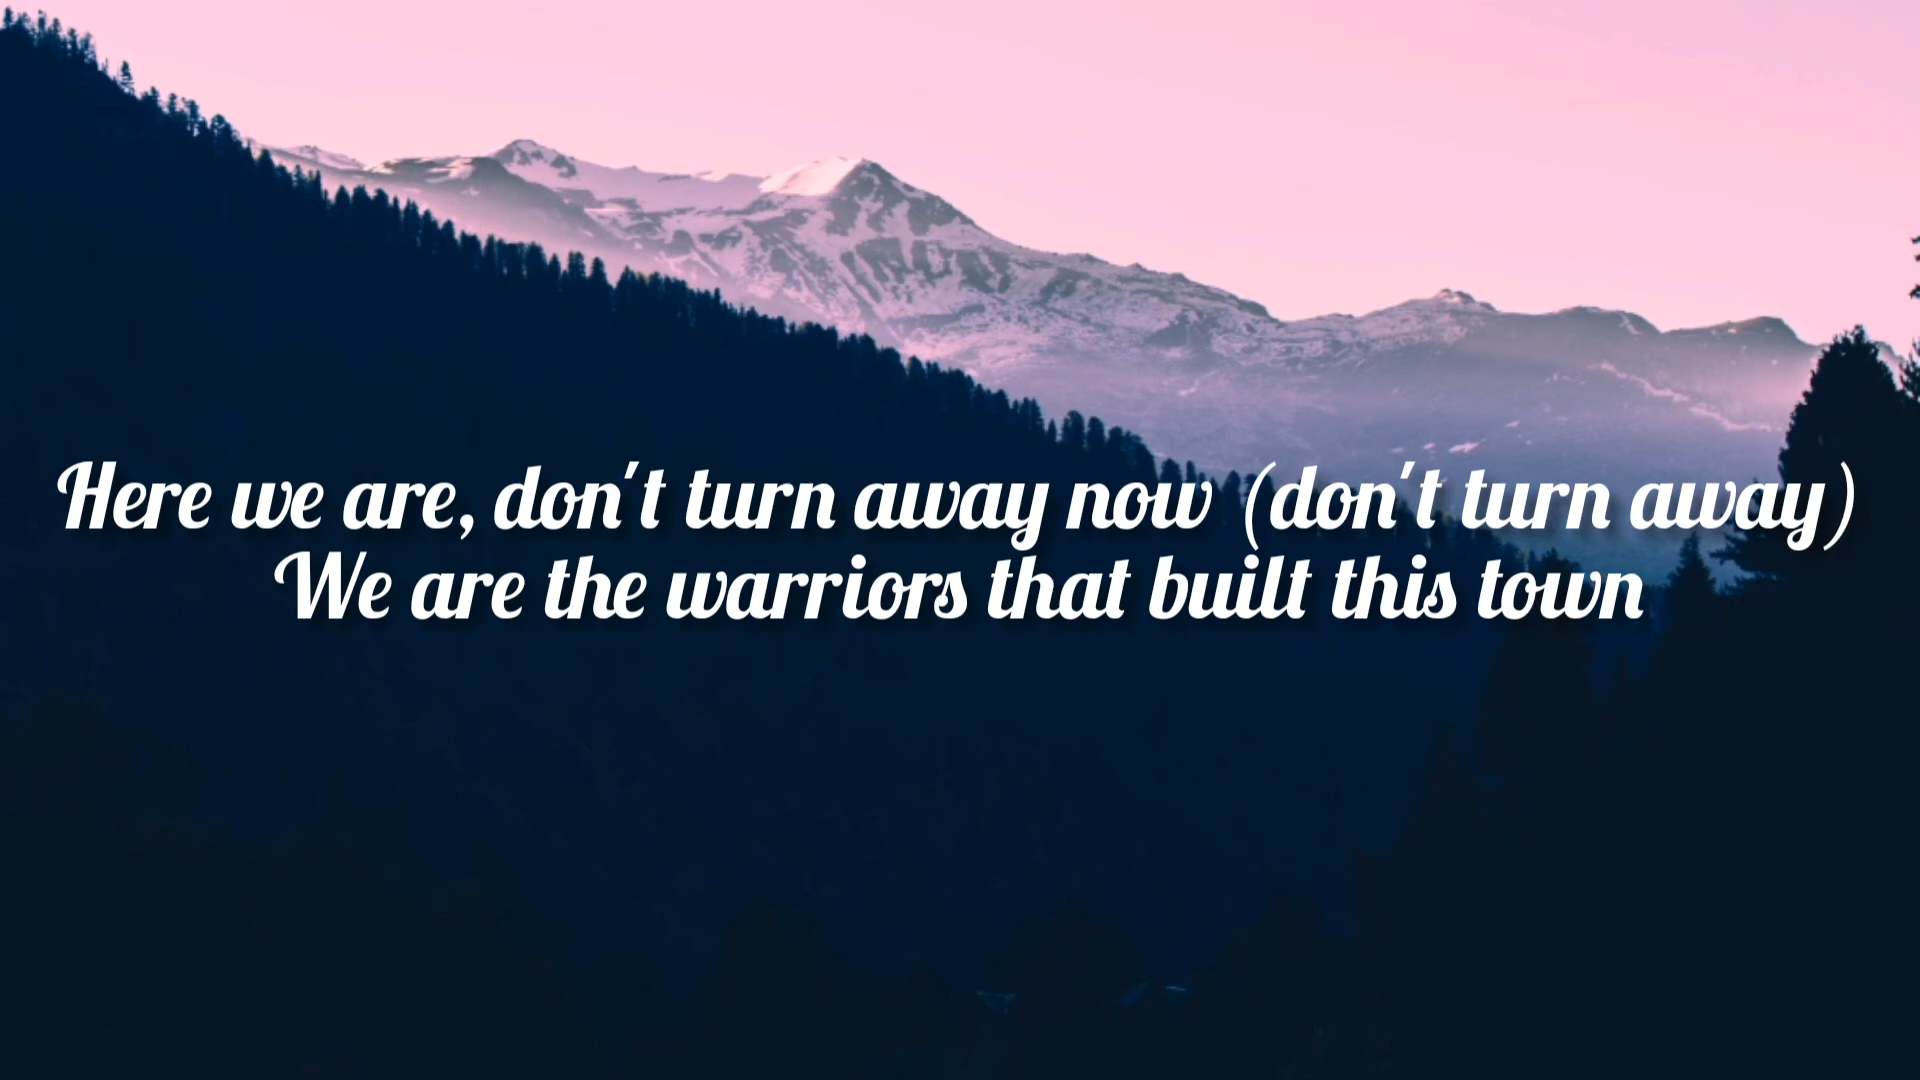 Here we are, don't turn away now (don't turn away)
We are the warriors that built this town